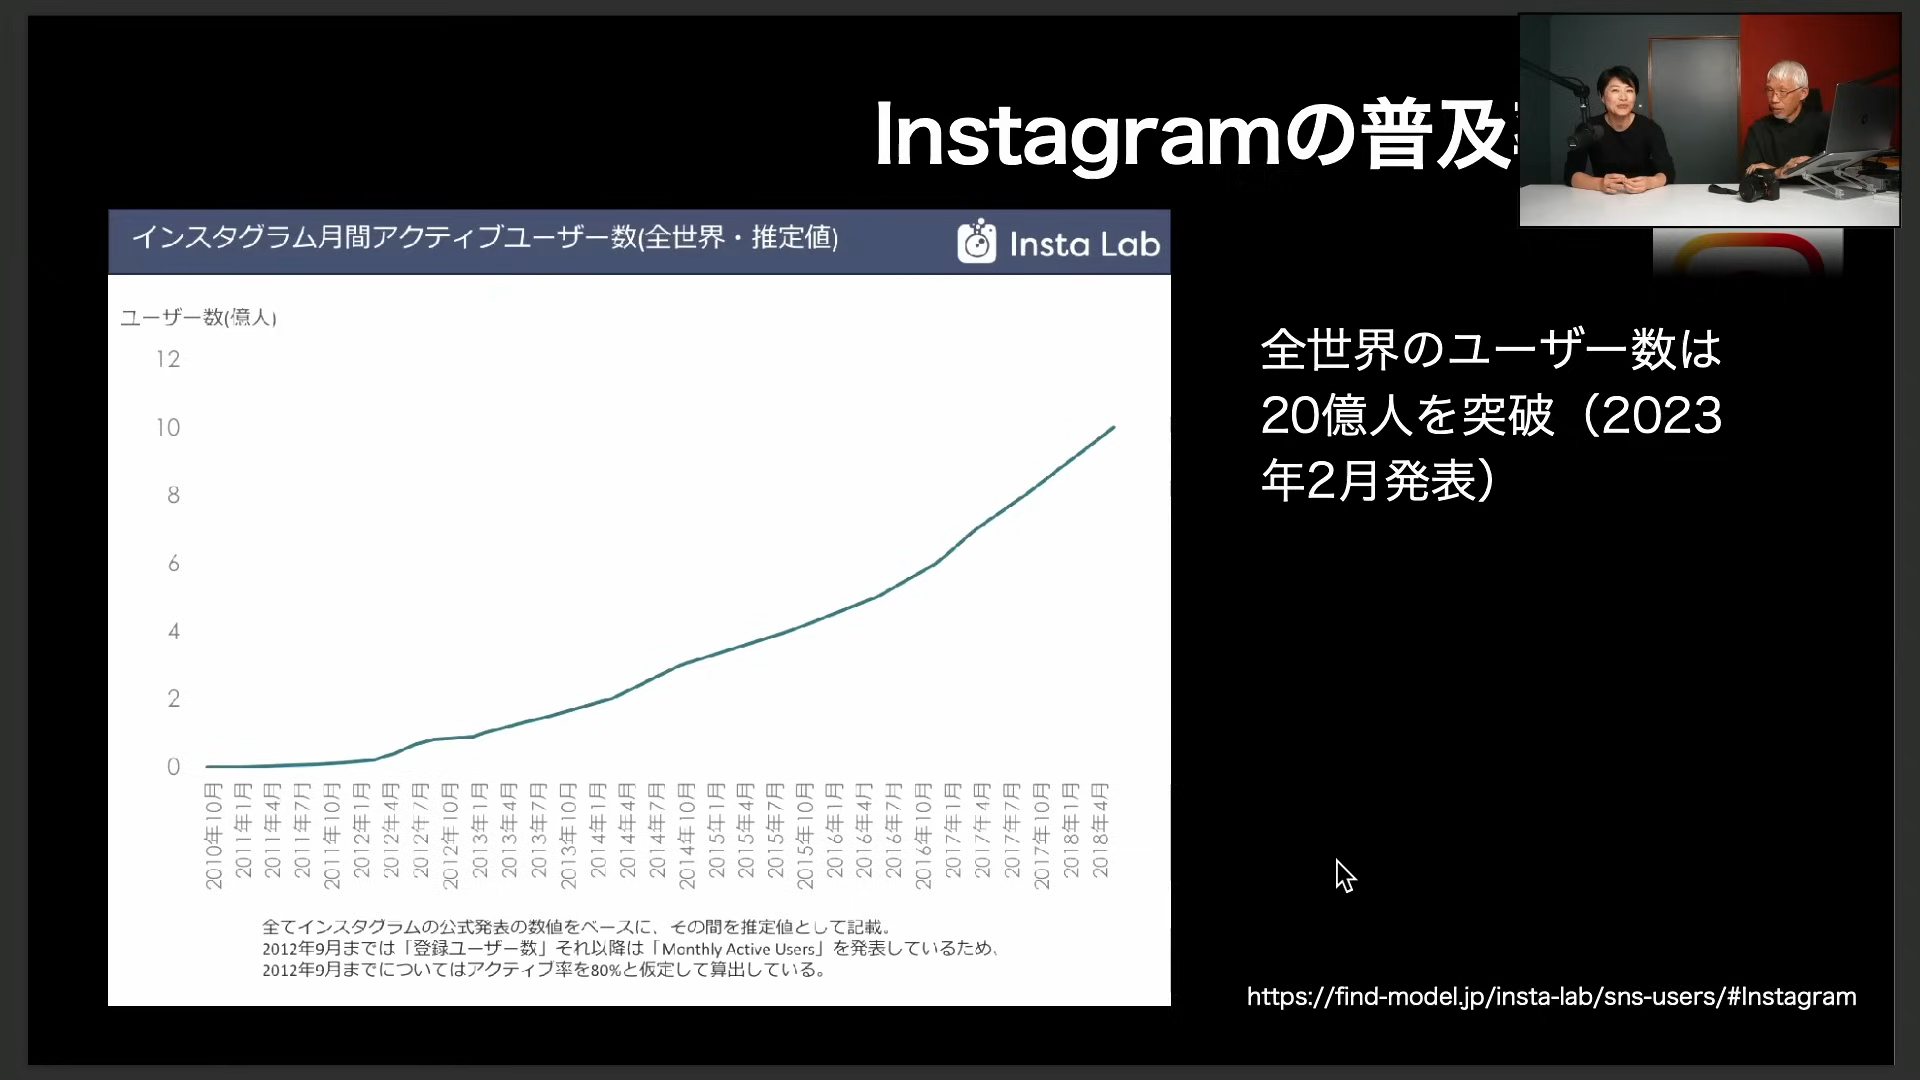 Instagramの普及
インスタグラム月間アクティブユーザー数(全世界・推定値)
Insta Lab
ユーザー数(億人)
12
10
8
6
4
2
0
2010年10月
2011年1月
2011年4月
2011年7月
2011年10月
2012年1月
2012年4月
2012年7月
2012年10月
2013年1月
2013年4月
2013年7月
2013年10月
2014年1月
2014年4月
2014年7月
2014年10月
2015年1月
2015年4月
2015年7月
2015年10月
2016年1月
2016年4月
2016年7月
2016年10月
2017年1月
2017年4月
2017年7月
2017年10月
2018年1月
2018年4月
全てインスタグラムの公式発表の数値をベースに、その間を推定値として記載。
2012年9月までは「登録ユーザー数」それ以降は「Monthly Active Users」を発表しているため、
2012年9月までについてはアクティブ率を80%と仮定して算出している。
全世界のユーザー数は
20億人を突破（2023
年2月発表）
https://find-model.jp/insta-lab/sns-users/#Instagram